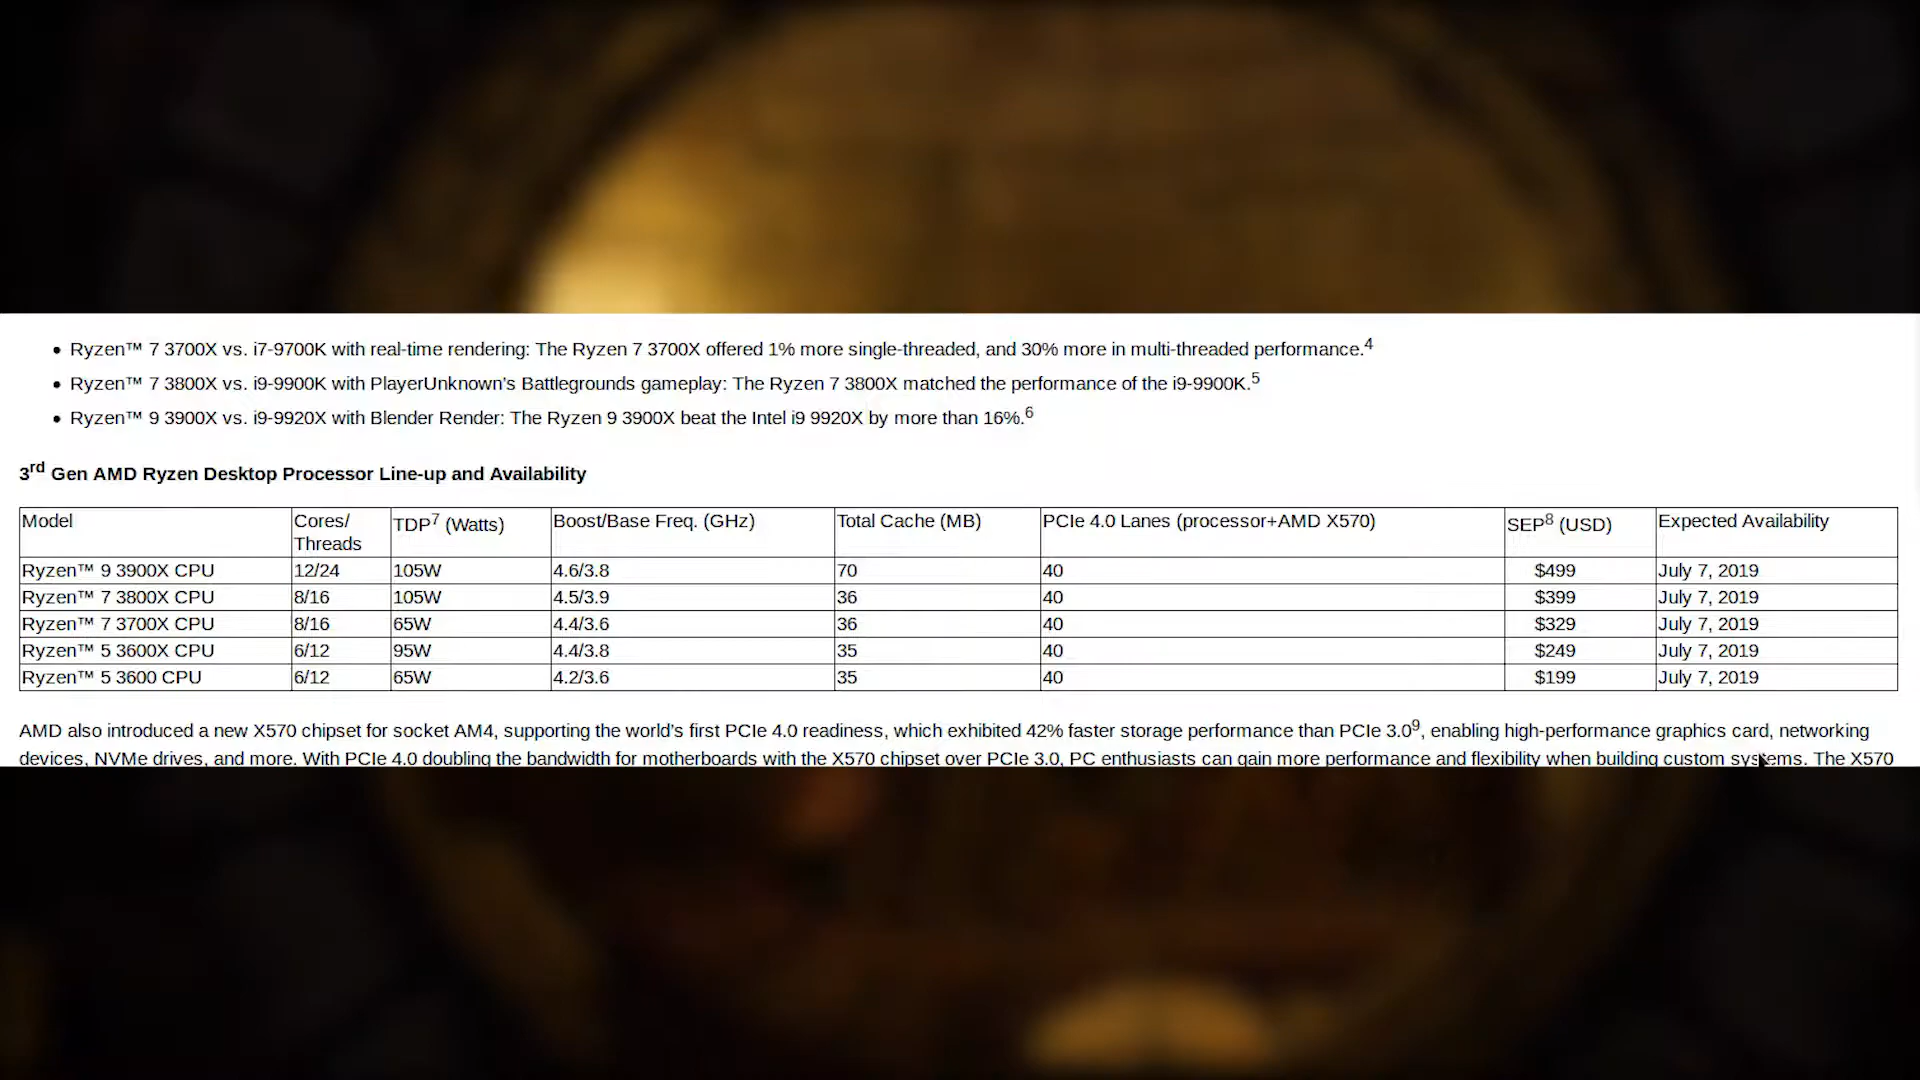 • Ryzen™ 7 3700X vs. i7-9700K with real-time rendering: The Ryzen 7 3700X offered 1% more single-threaded, and 30% more in multi-threaded performance.4
• Ryzen™ 7 3800X vs. i9-9900K with PlayerUnknown's Battlegrounds gameplay: The Ryzen 7 3800X matched the performance of the i9-9900K.5
• Ryzen™ 9 3900X vs. i9-9920X with Blender Render: The Ryzen 9 3900X beat the Intel i9 9920X by more than 16%.6
3rd Gen AMD Ryzen Desktop Processor Line-up and Availability
Model Cores/ Threads TDP7 (Watts) Boost/Base Freq. (GHz) Total Cache (MB) PCIe 4.0 Lanes (processor+AMD X570) SEP8 (USD) Expected Availability
Ryzen™ 9 3900X CPU 12/24 105W 4.6/3.8 70 40 $499 July 7, 2019
Ryzen™ 7 3800X CPU 8/16 105W 4.5/3.9 36 40 $399 July 7, 2019
Ryzen™ 7 3700X CPU 8/16 65W 4.4/3.6 36 40 $329 July 7, 2019
Ryzen™ 5 3600X CPU 6/12 95W 4.4/3.8 35 40 $249 July 7, 2019
Ryzen™ 5 3600 CPU 6/12 65W 4.2/3.6 35 40 $199 July 7, 2019
AMD also introduced a new X570 chipset for socket AM4, supporting the world's first PCIe 4.0 readiness, which exhibited 42% faster storage performance than PCIe 3.09, enabling high-performance graphics card, networking
devices, NVMe drives, and more. With PCIe 4.0 doubling the bandwidth for motherboards with the X570 chipset over PCIe 3.0, PC enthusiasts can gain more performance and flexibility when building custom systems. The X570